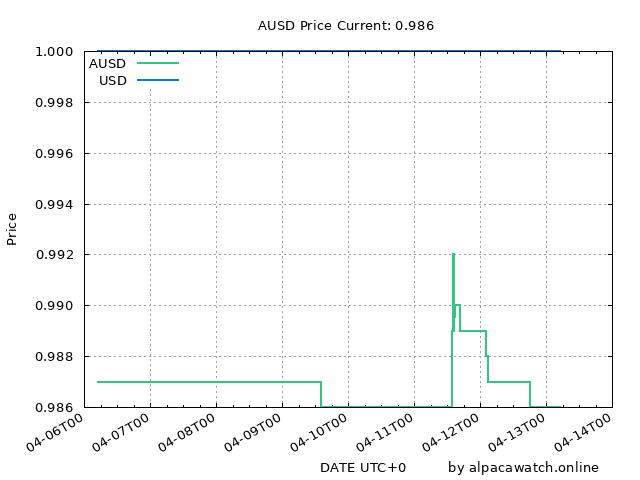 AUSD Price Current: 0.986
1.000
AUSD
USD
0.998
0.996
0.994
0.992
0.990
0.988
0.986
Price
04-06T00 04-07T00 04-08T00 04-09T00 04-10T00 04-11T00 04-12T00 04-13T00 04-14T00
DATE UTC+0 by alpacawatch.online